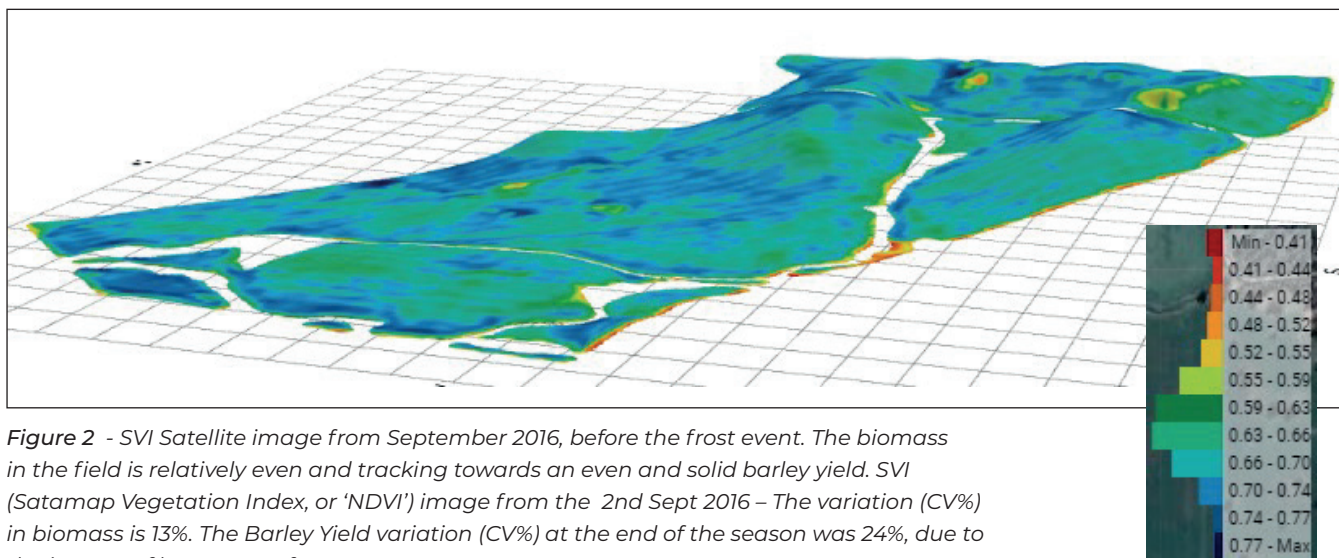 Min - 0.41
0.41 - 0.44
0.44 - 0.48
0.48 - 0.52
0.52 - 0.55
0.55 - 0.59
0.59 - 0.63
0.63 - 0.66
0.66 - 0.70
0.70 - 0.74
0.74 - 0.77
0.77 - Max
Figure 2 - SVI Satellite image from September 2016, before the frost event. The biomass
in the field is relatively even and tracking towards an even and solid barley yield. SVI
(Satamap Vegetation Index, or ‘NDVI’) image from the 2nd Sept 2016 – The variation (CV%)
in biomass is 13%. The Barley Yield variation (CV%) at the end of the season was 24%, due to